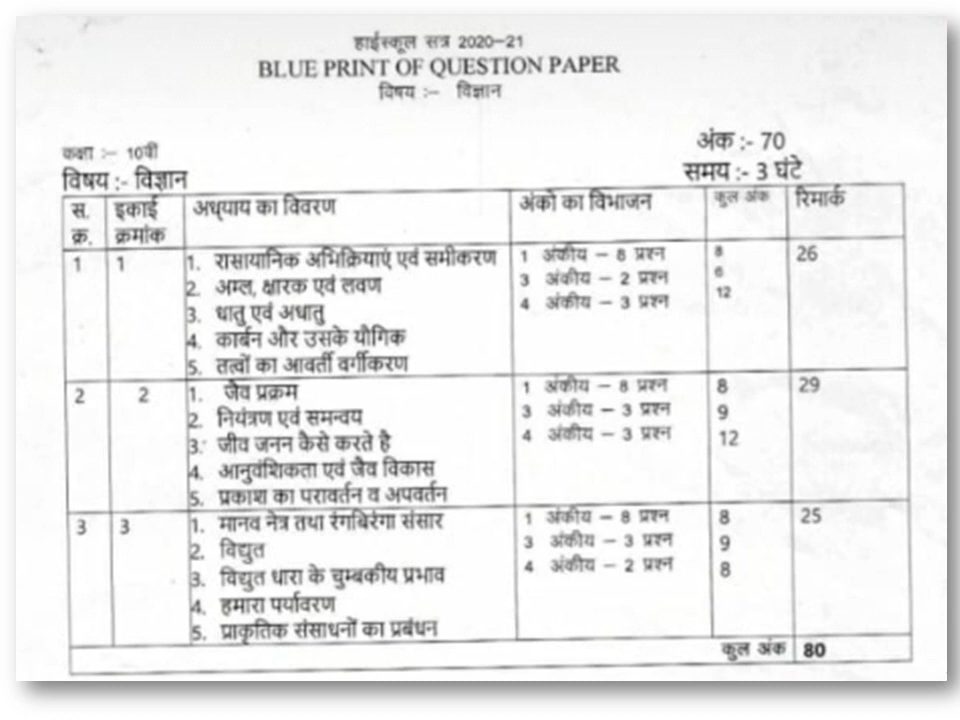 हाईस्कूल सत्र 2020-21
BLUE PRINT OF QUESTION PAPER
विषय :- विज्ञान
कक्षा :- 10वी
अंक :- 70
विषय :- विज्ञान
समय :- 3 घंटे
स. क्र. इकाई क्रमांक अध्याय का विवरण अंको का विभाजन कुल अंक रिमार्क
1 1 1. रासायानिक अभिक्रियाएं एवं समीकरण 1 अंकीय – 8 प्रश्न 8 26
2. अम्ल, क्षारक एवं लवण 3 अंकीय – 2 प्रश्न 6
3. धातु एवं अधातु 4 अंकीय – 3 प्रश्न 12
4. कार्बन और उसके यौगिक
5. तत्वों का आवर्ती वर्गीकरण
2 2 1. जैव प्रक्रम 1 अंकीय – 8 प्रश्न 8 29
2. नियंत्रण एवं समन्वय 3 अंकीय – 3 प्रश्न 9
3. जीव जनन कैसे करते है 4 अंकीय – 3 प्रश्न 12
4. आनुवंशिकता एवं जैव विकास
5. प्रकाश का परावर्तन व अपवर्तन
3 3 1. मानव नेत्र तथा रंगबिरंगा संसार 1 अंकीय – 8 प्रश्न 8 25
2. विद्युत 3 अंकीय – 3 प्रश्न 9
3. विद्युत धारा के चुम्बकीय प्रभाव 4 अंकीय – 2 प्रश्न 8
4. हमारा पर्यावरण
5. प्राकृतिक संसाधनों का प्रबंधन
कुल अंक 80